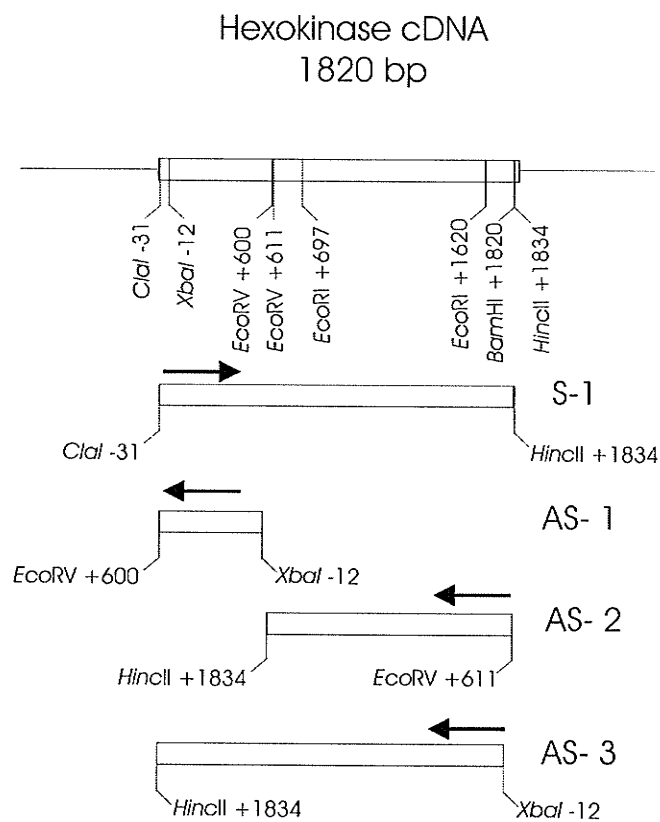 Hexokinase cDNA
1820 bp
ClaI -31
XbaI -12
EcoRV +600
EcoRV +611
EcoRI +697
EcoRI +1620
BamHI +1820
HincII +1834
S-1
ClaI -31
HincII +1834
AS- 1
EcoRV +600
XbaI -12
AS- 2
HincII +1834
EcoRV +611
AS- 3
HincII +1834
XbaI -12